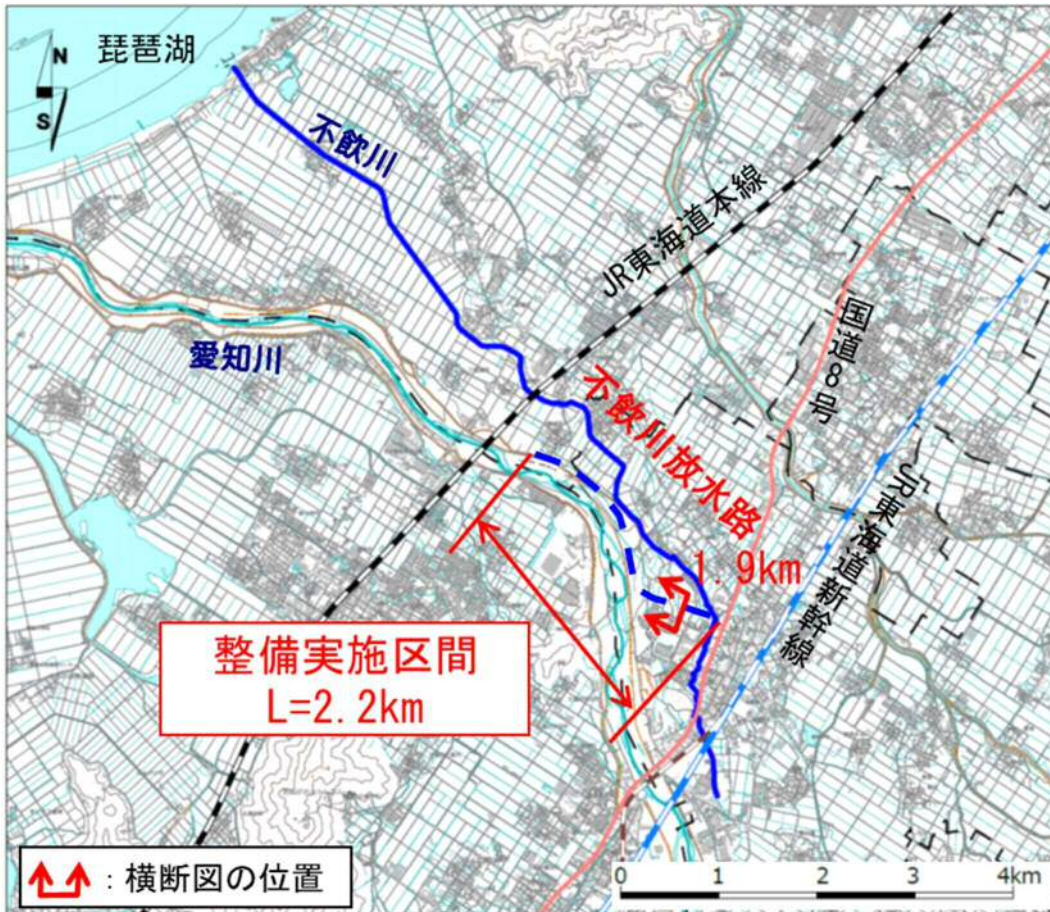 N
S
琵琶湖
不飲川
JR東海道本線
愛知川
国道8号
不飲川放水路
1.9km
JR東海道新幹線
整備実施区間
L=2.2km
：横断図の位置
0 1 2 3 4km